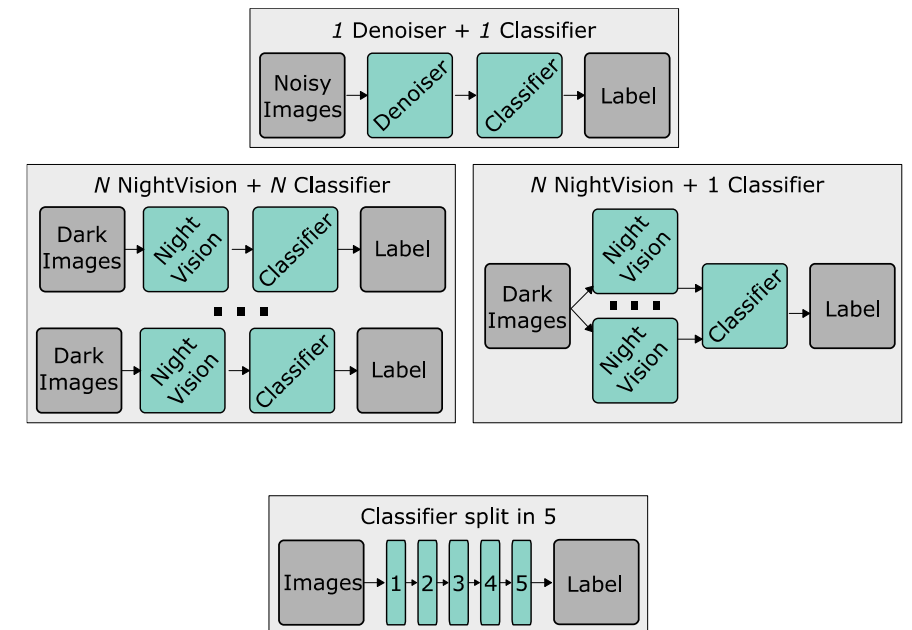 1 Denoiser + 1 Classifier
Noisy
Images
Denoiser
Classifier
Label
N NightVision + N Classifier
Dark
Images
Night
Vision
Classifier
Label
Dark
Images
Night
Vision
Classifier
Label
N NightVision + 1 Classifier
Dark
Images
Night
Vision
Night
Vision
Classifier
Label
Classifier split in 5
Images
1
2
3
4
5
Label